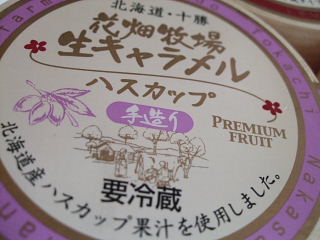 北海道・十勝
花畑牧場
生キャラメル
ハスカップ
手造り
PREMIUM
FRUIT
要冷蔵
北海道産ハスカップ果汁を使用しました。
Tokachi
Nakasa